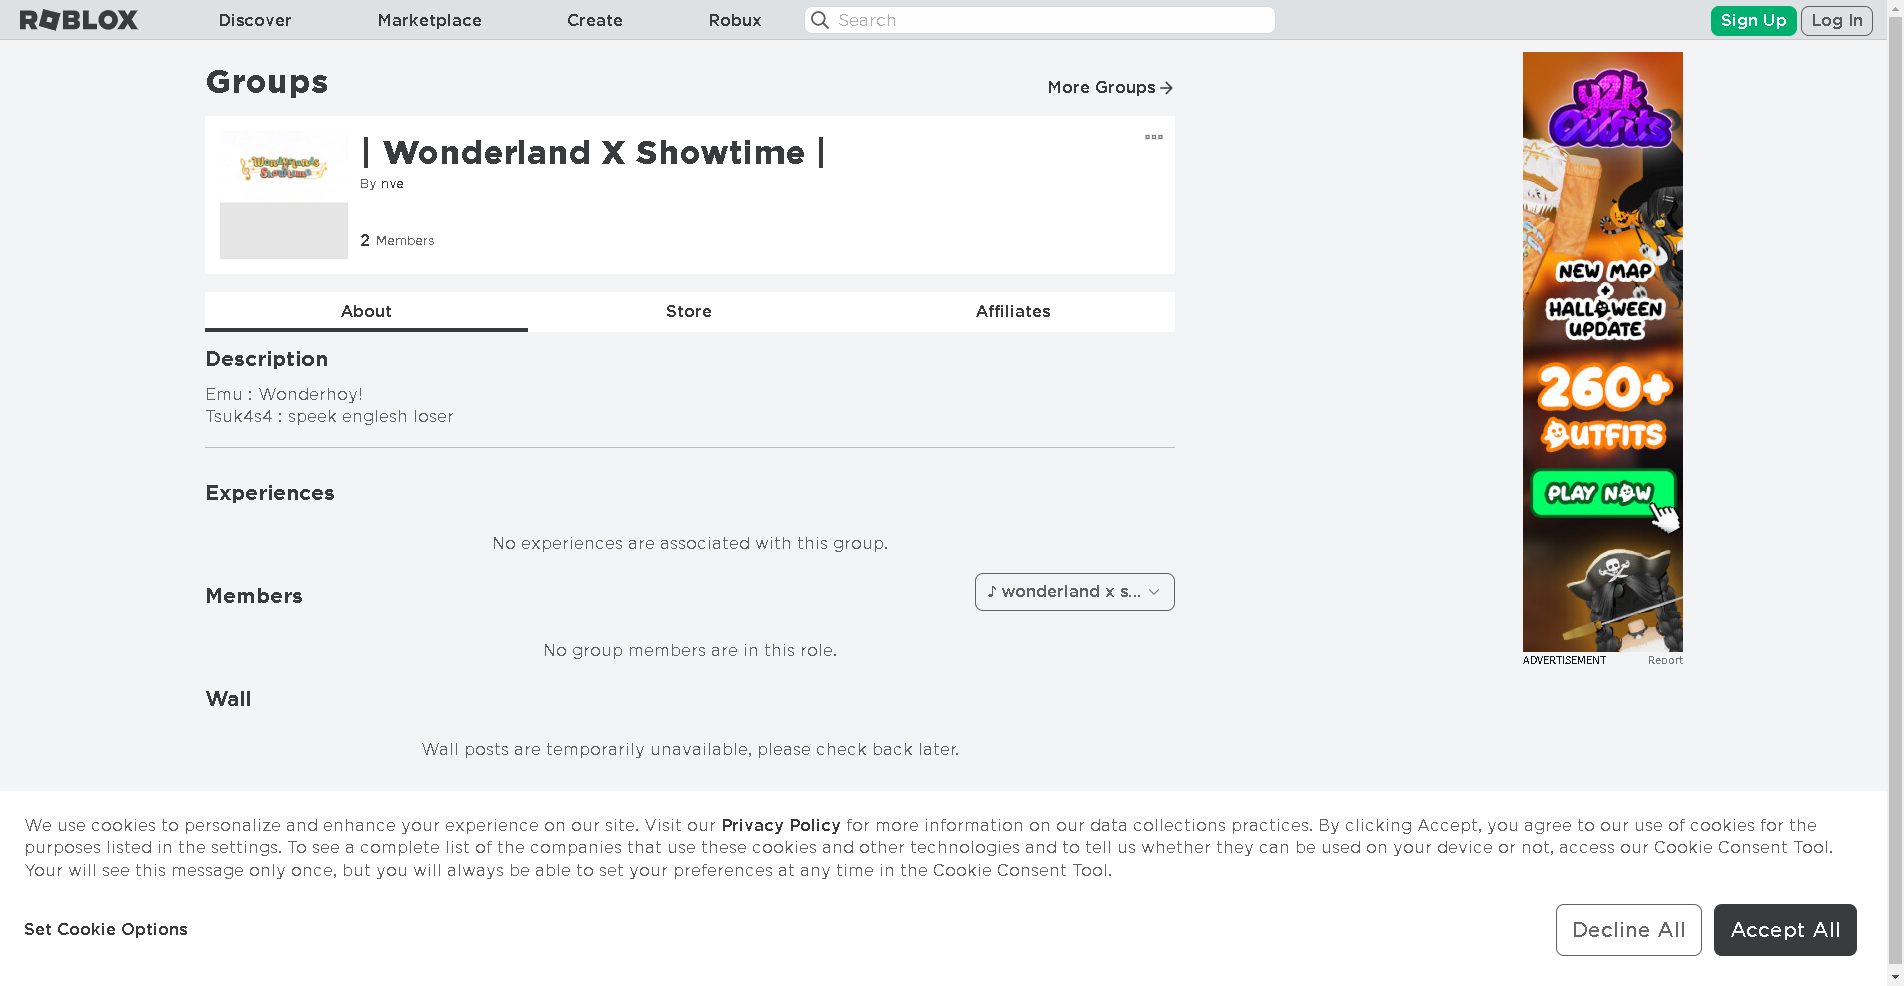 ROBLOX
Discover
Marketplace
Create
Robux
Search
Sign Up
Log In
Groups
More Groups
Wonderlands
Showtime
| Wonderland X Showtime |
By nve
2 Members
About
Store
Affiliates
Description
Emu : Wonderhoy!
Tsuk4s4 : speek englesh loser
Experiences
No experiences are associated with this group.
Members
♪ wonderland x s...
No group members are in this role.
Wall
Wall posts are temporarily unavailable, please check back later.
y2k
Outfits
NEW MAP
+
HALLOWEEN
UPDATE
260+
OUTFITS
PLAY NOW
ADVERTISEMENT
Report
We use cookies to personalize and enhance your experience on our site. Visit our Privacy Policy for more information on our data collections practices. By clicking Accept, you agree to our use of cookies for the
purposes listed in the settings. To see a complete list of the companies that use these cookies and other technologies and to tell us whether they can be used on your device or not, access our Cookie Consent Tool.
Your will see this message only once, but you will always be able to set your preferences at any time in the Cookie Consent Tool.
Set Cookie Options
Decline All
Accept All